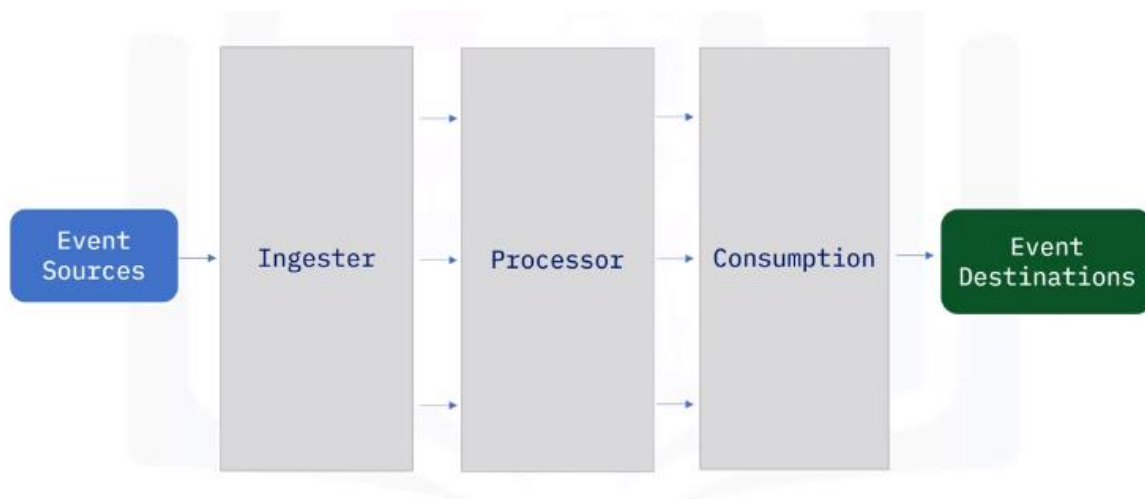 Event
Sources
Ingester
Processor
Consumption
Event
Destinations